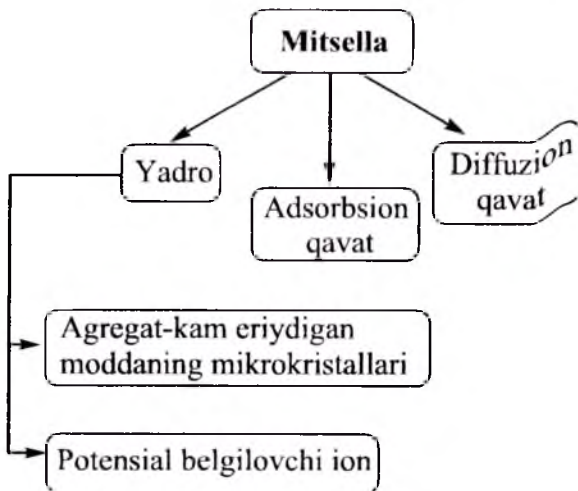 Mitsella
Yadro
Adsorbsion
qavat
Diffuzion
qavat
Agregat-kam eriydigan
moddaning mikrokristallari
Potensial belgilovchi ion